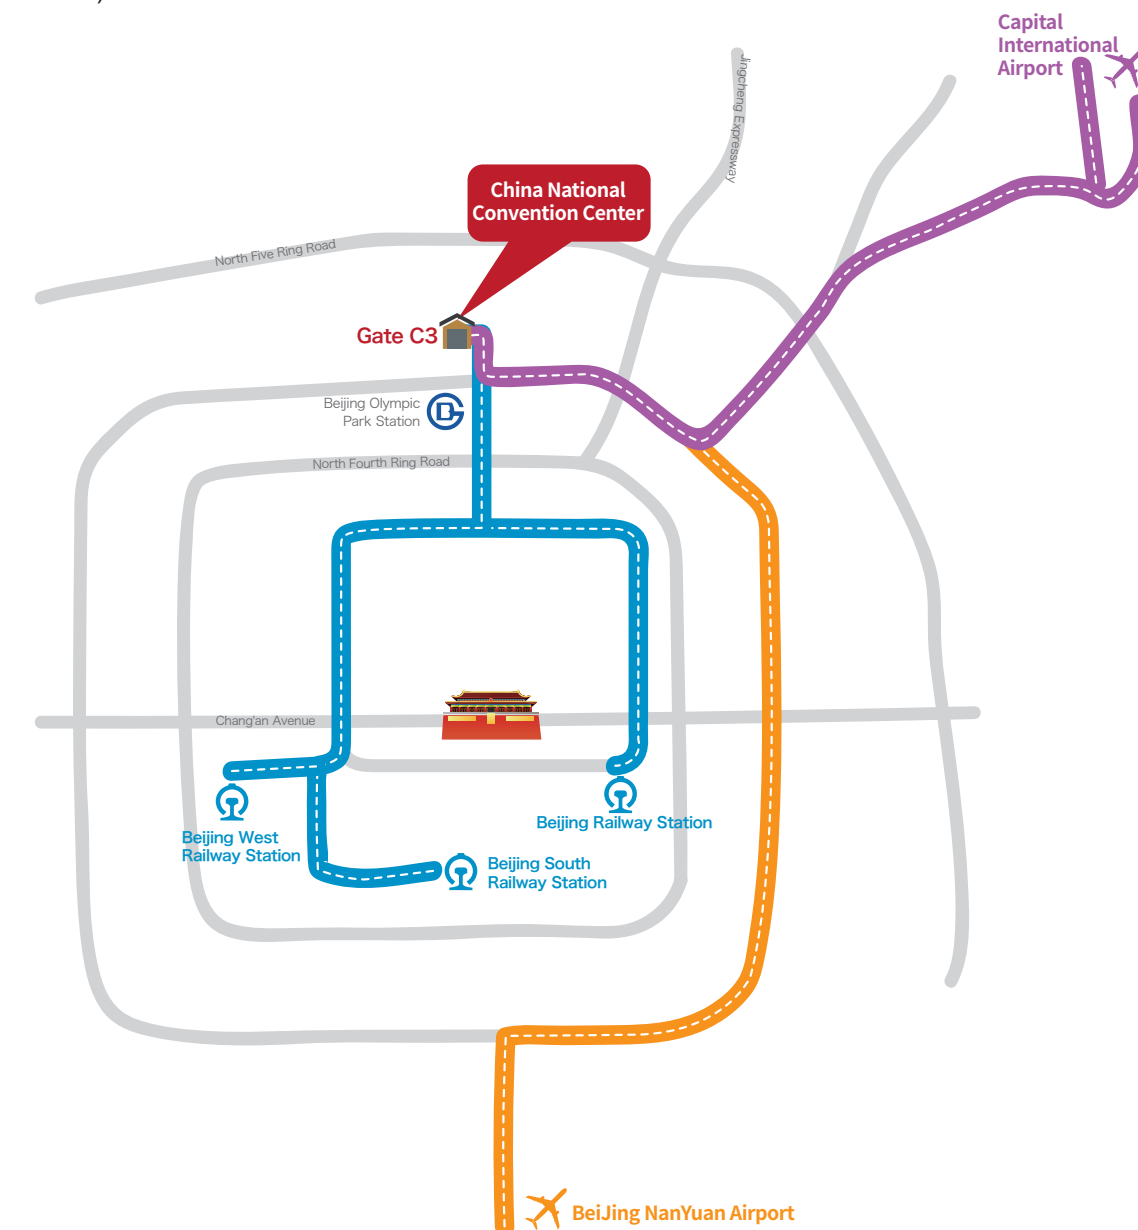 Capital
International
Airport
Jingcheng Expressway
China National
Convention Center
North Five Ring Road
Gate C3
Beijing Olympic
Park Station
North Fourth Ring Road
Chang'an Avenue
Beijing Railway Station
Beijing West
Railway Station
Beijing South
Railway Station
BeiJing NanYuan Airport